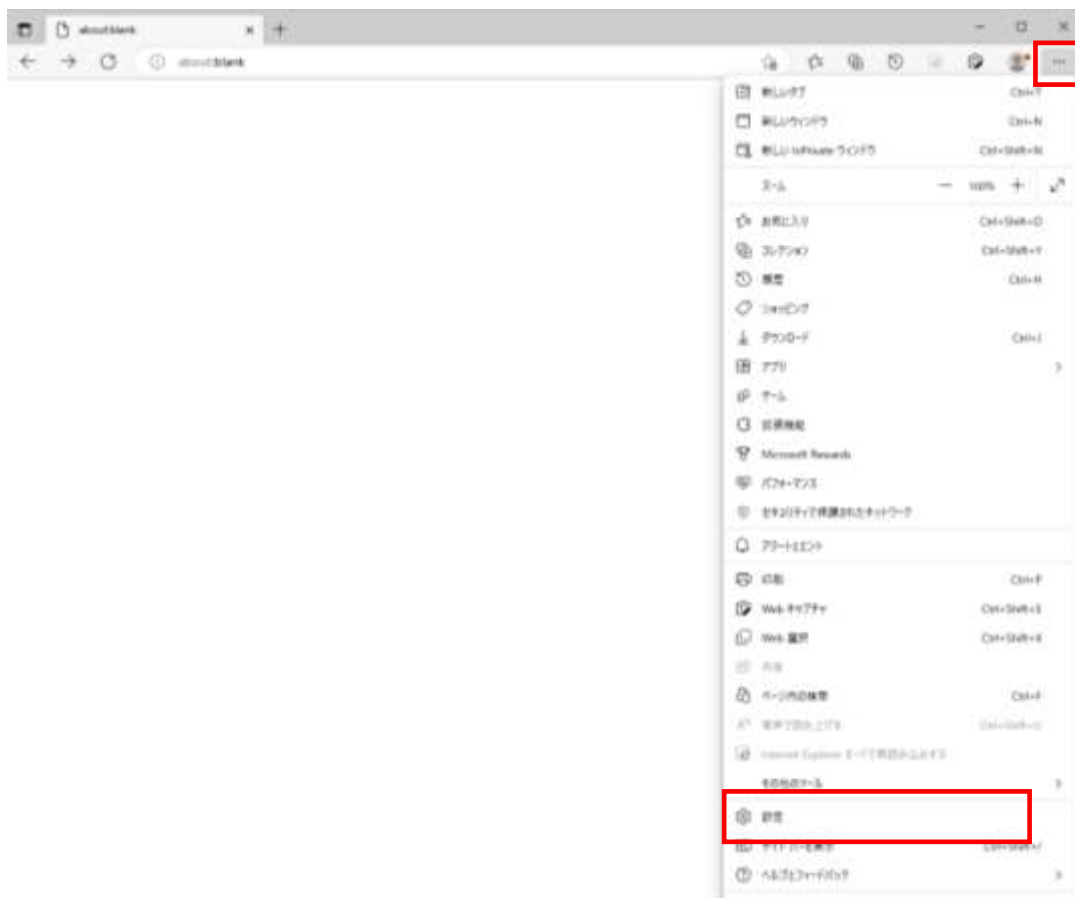 about:blank
about:blank
新しいタブ Ctrl+T
新しいウィンドウ Ctrl+N
新しい InPrivate ウィンドウ Ctrl+Shift+N
ズーム 100%
お気に入り Ctrl+Shift+O
コレクション Ctrl+Shift+Y
履歴 Ctrl+H
ショッピング
ダウンロード Ctrl+J
アプリ
ゲーム
拡張機能
Microsoft Rewards
パフォーマンス
セキュリティで保護されたネットワーク
アラートとヒント
印刷 Ctrl+P
Web キャプチャ Ctrl+Shift+S
Web 選択 Ctrl+Shift+X
共有
ページ内の検索 Ctrl+F
音声で読み上げる Ctrl+Shift+U
Internet Explorer モードで再読み込みする
その他のツール
設定
サイド バーを表示 Ctrl+Shift+/
ヘルプとフィードバック